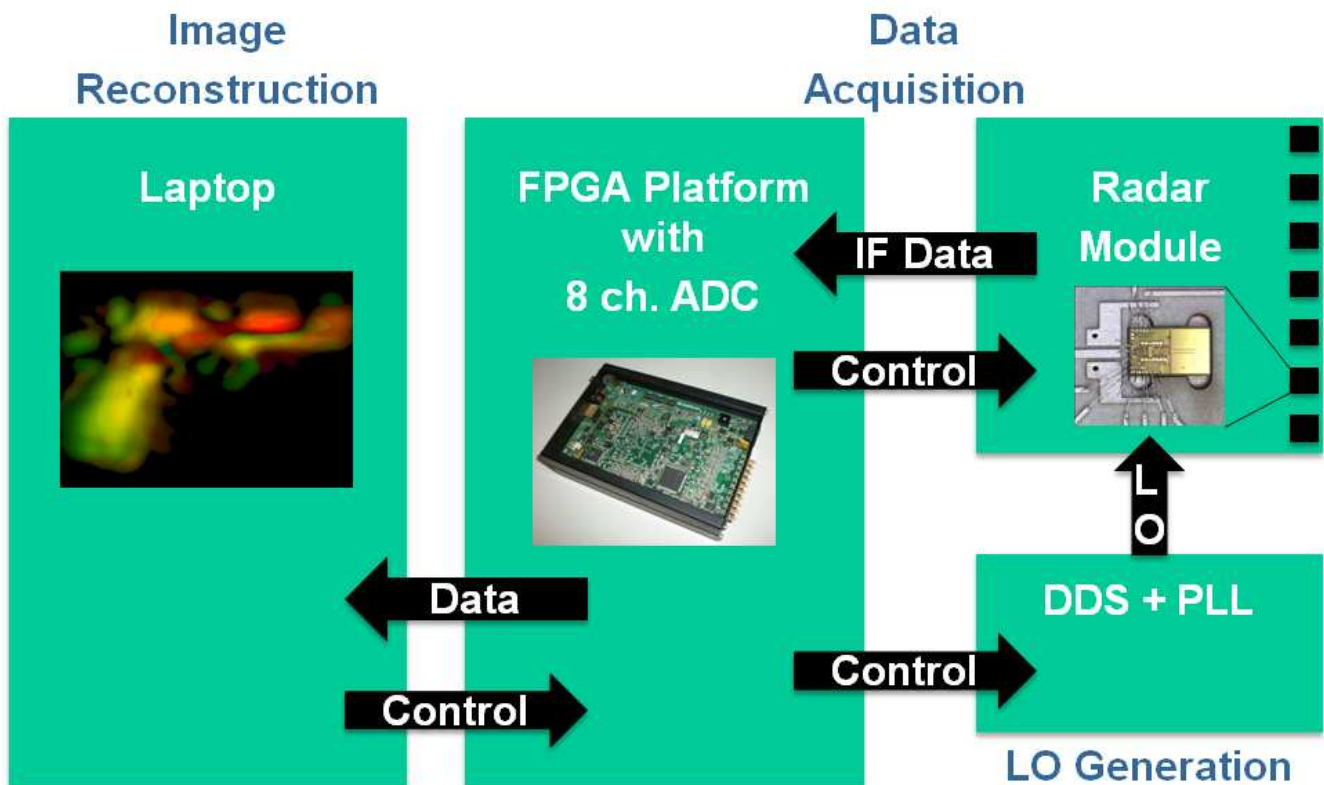 Image
Reconstruction
Data
Acquisition
Laptop
FPGA Platform
with
8 ch. ADC
Radar
Module
IF Data
Control
L
O
Data
Control
DDS + PLL
Control
LO Generation